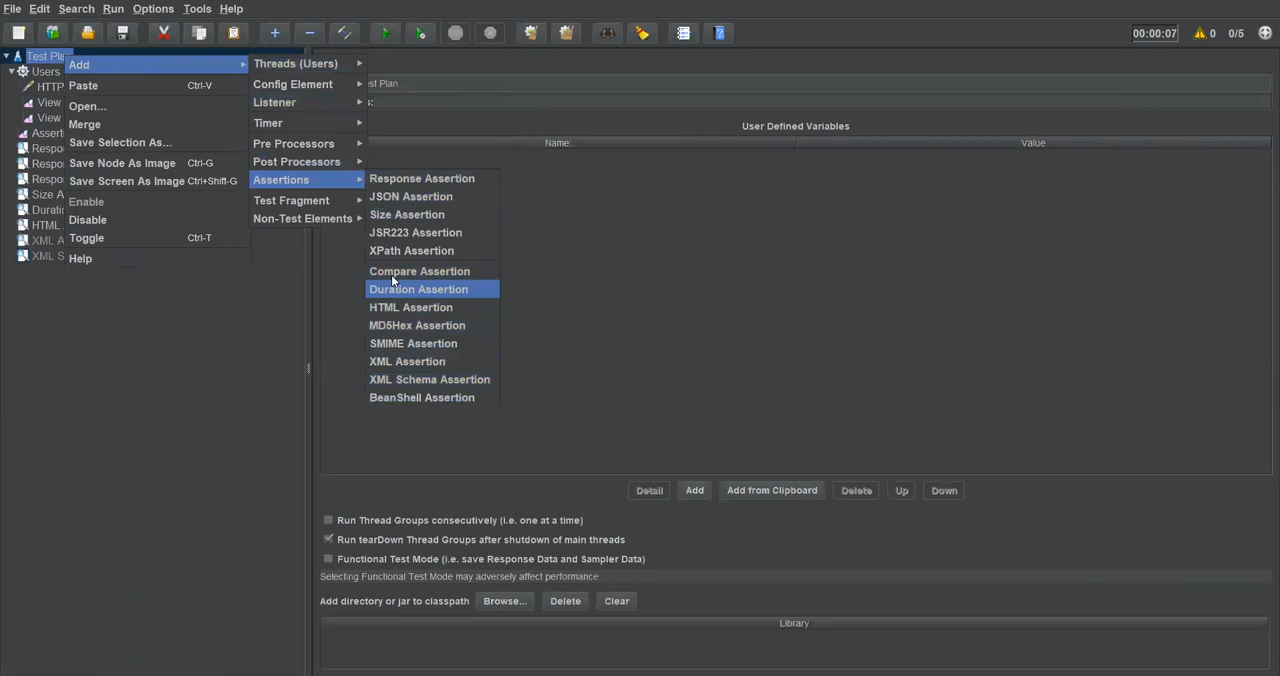 File Edit Search Run Options Tools Help
00:00:07 0 0/5
Test Pla
Users
HTTP
View
View
Asserti
Respo
Respo
Respo
Size A
Duratio
HTML
XML A
XML S
Add
Paste Ctrl-V
Open...
Merge
Save Selection As...
Save Node As Image Ctrl-G
Save Screen As Image Ctrl+Shift-G
Enable
Disable
Toggle Ctrl-T
Help
Threads (Users)
Config Element
Listener
Timer
Pre Processors
Post Processors
Assertions
Test Fragment
Non-Test Elements
Response Assertion
JSON Assertion
Size Assertion
JSR223 Assertion
XPath Assertion
Compare Assertion
Duration Assertion
HTML Assertion
MD5Hex Assertion
SMIME Assertion
XML Assertion
XML Schema Assertion
BeanShell Assertion
est Plan
s:
User Defined Variables
Name: Value
Detail Add Add from Clipboard Delete Up Down
Run Thread Groups consecutively (i.e. one at a time)
Run tearDown Thread Groups after shutdown of main threads
Functional Test Mode (i.e. save Response Data and Sampler Data)
Selecting Functional Test Mode may adversely affect performance.
Add directory or jar to classpath Browse... Delete Clear
Library